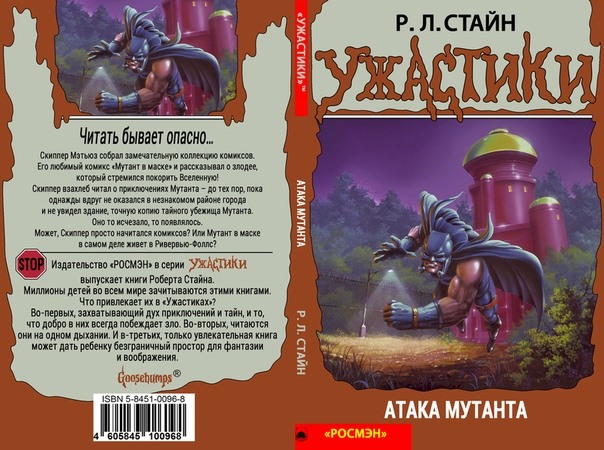 Читать бывает опасно...
Скиппер Мэтьюз собрал замечательную коллекцию комиксов.
Его любимый комикс «Мутант в маске» и рассказывал о злодее,
который стремился покорить Вселенную!
Скиппер взахлеб читал о приключениях Мутанта – до тех пор, пока
однажды вдруг не оказался в незнакомом районе города
и не увидел здание, точную копию тайного убежища Мутанта.
Оно то исчезало, то появлялось.
Может, Скиппер просто начитался комиксов? Или Мутант в маске
в самом деле живет в Ривервью-Фоллс?
STOP Издательство «РОСМЭН» в серии УЖАСТИКИ
выпускает книги Роберта Стайна.
Миллионы детей во всем мире зачитываются этими книгами.
Что привлекает их в «Ужастиках»?
Во-первых, захватывающий дух приключений и тайн, и то,
что добро в них всегда побеждает зло. Во-вторых, читаются
они на одном дыхании. И в-третьих, только увлекательная книга
может дать ребенку безграничный простор для фантазии
и воображения.
Goosebumps®
ISBN 5-8451-0096-8
4 605845 100968
«УЖАСТИКИ»™
АТАКА МУТАНТА
Р. Л. СТАЙН
Р. Л. СТАЙН
УЖАСТИКИ
АТАКА МУТАНТА
«РОСМЭН»